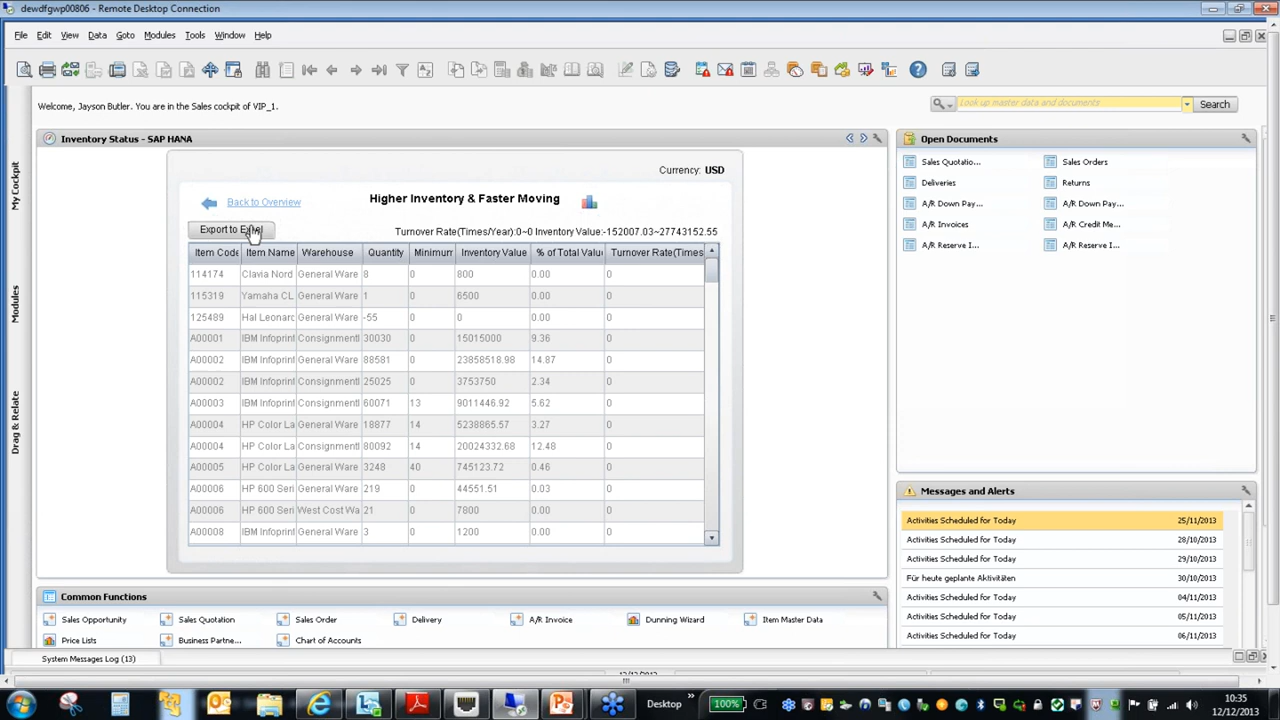 dewdfgwp00806 - Remote Desktop Connection
File Edit View Data Goto Modules Tools Window Help
Welcome, Jayson Butler. You are in the Sales cockpit of VIP_1.
Look up master data and documents Search
My Cockpit
Modules
Drag & Relate
Inventory Status - SAP HANA
Currency: USD
Back to Overview Higher Inventory & Faster Moving
Export to Excel Turnover Rate(Times/Year):0~0 Inventory Value:-152007.03~27743152.55
Item Code Item Name Warehouse Quantity Minimum Inventory Value % of Total Valu Turnover Rate(Times
114174 Clavia Nord General Ware 8 0 800 0.00 0
115319 Yamaha CL General Ware 1 0 6500 0.00 0
125489 Hal Leonard General Ware -55 0 0 0.00 0
A00001 IBM Infoprint Consignment 30030 0 15015000 9.36 0
A00002 IBM Infoprint General Ware 88581 0 23858518.98 14.87 0
A00002 IBM Infoprint Consignment 25025 0 3753750 2.34 0
A00003 IBM Infoprint Consignment 60071 13 9011446.92 5.62 0
A00004 HP Color La General Ware 18877 14 5238865.57 3.27 0
A00004 HP Color La Consignment 80092 14 20024332.68 12.48 0
A00005 HP Color La General Ware 3248 40 745123.72 0.46 0
A00006 HP 600 Seri General Ware 219 44551.51 0.03 0
A00006 HP 600 Seri West Cost Wa 21 7800 0.00 0
A00008 IBM Infoprint General Ware 3 1200 0.00 0
Open Documents
Sales Quotatio... Sales Orders
Deliveries Returns
A/R Down Pay... A/R Down Pay...
A/R Invoices A/R Credit Me...
A/R Reserve I... A/R Reserve I...
Messages and Alerts
Activities Scheduled for Today 25/11/2013
Activities Scheduled for Today 28/10/2013
Activities Scheduled for Today 29/10/2013
Für heute geplante Aktivitäten 30/10/2013
Activities Scheduled for Today 04/11/2013
Activities Scheduled for Today 05/11/2013
Activities Scheduled for Today 06/11/2013
Common Functions
Sales Opportunity Sales Quotation Sales Order Delivery A/R Invoice Dunning Wizard Item Master Data
Price Lists Business Partne... Chart of Accounts
System Messages Log (13)
12/12/2013
Desktop » 100% 10:35
12/12/2013